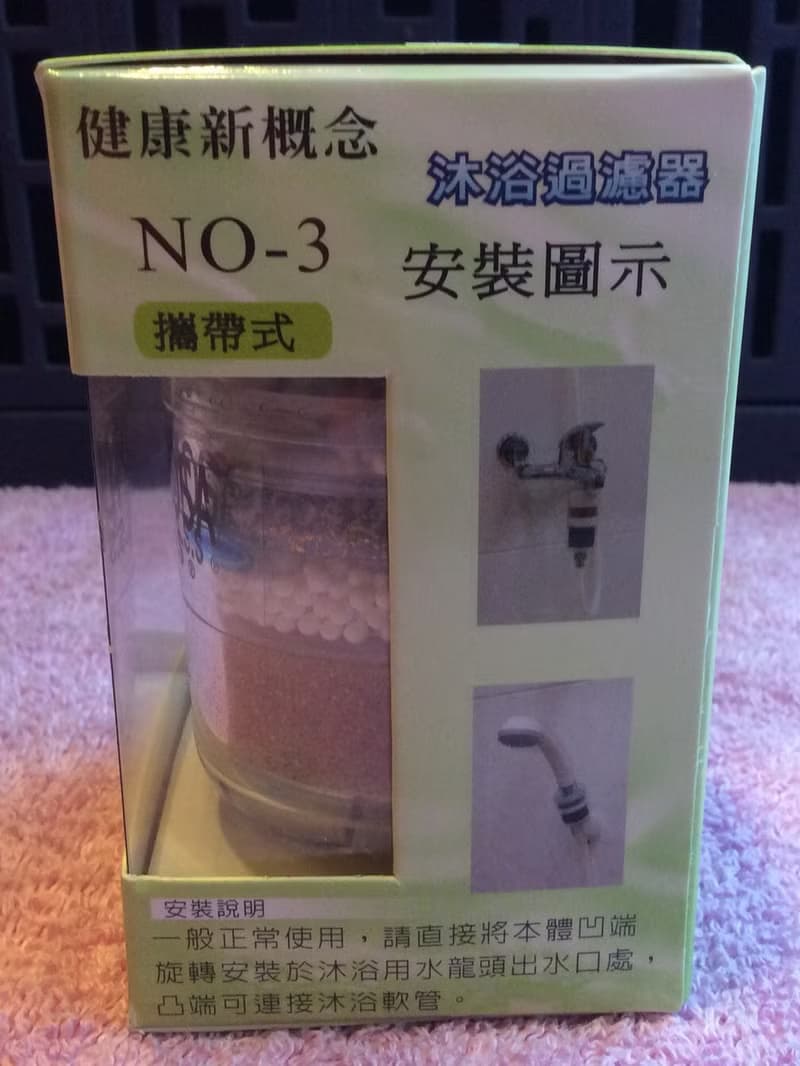 健康新概念
沐浴過濾器
NO-3
安裝圖示
攜帶式
SA
安裝說明
一般正常使用，請直接將本體凹端
旋轉安裝於沐浴用水龍頭出水口處，
凸端可連接沐浴軟管。